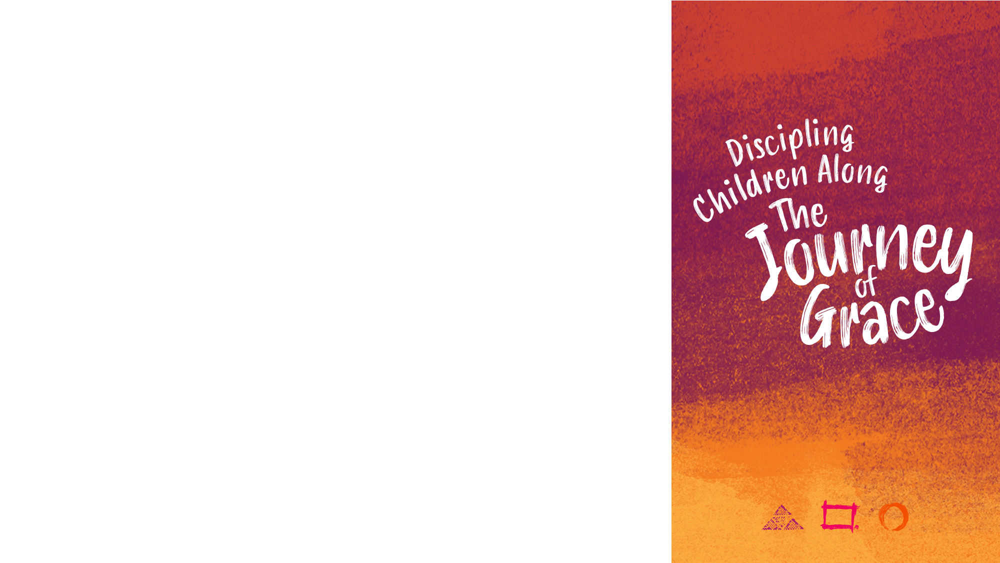 Discipling
Children Along
The
Journey
of
Grace